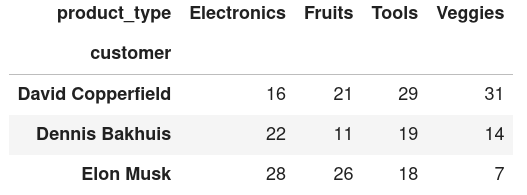 product_type Electronics Fruits Tools Veggies
customer
David Copperfield 16 21 29 31
Dennis Bakhuis 22 11 19 14
Elon Musk 28 26 18 7